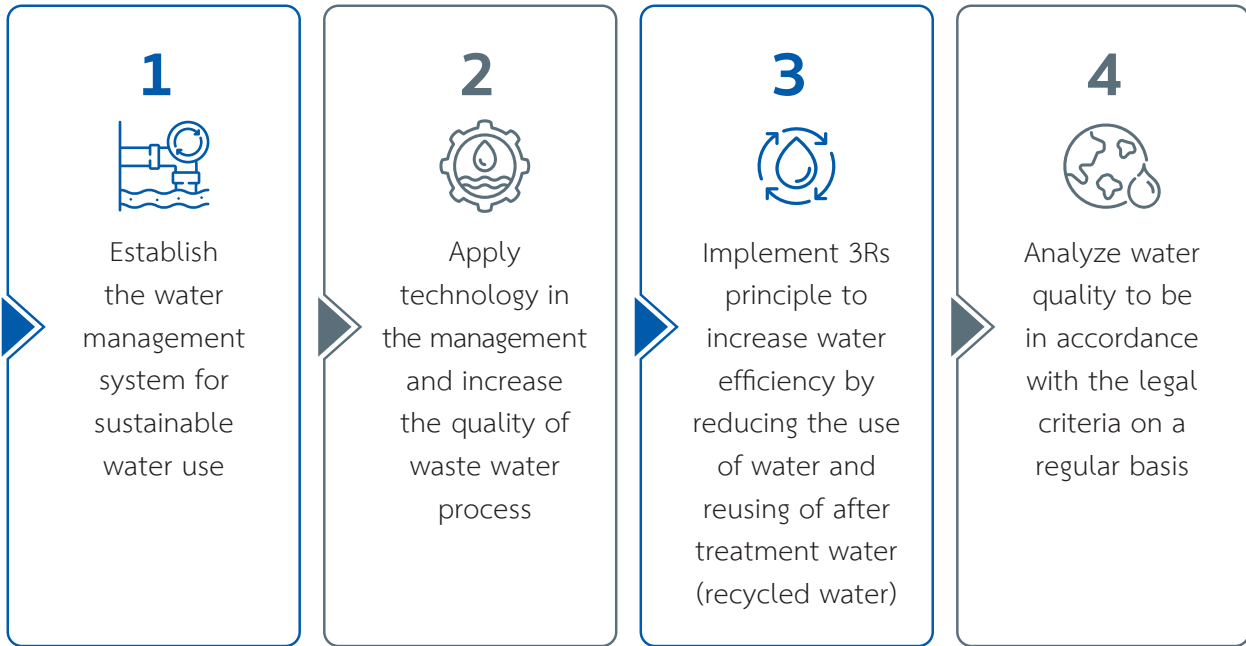 1
Establish
the water
management
system for
sustainable
water use
2
Apply
technology in
the management
and increase
the quality of
waste water
process
3
Implement 3Rs
principle to
increase water
efficiency by
reducing the use
of water and
reusing of after
treatment water
(recycled water)
4
Analyze water
quality to be
in accordance
with the legal
criteria on a
regular basis